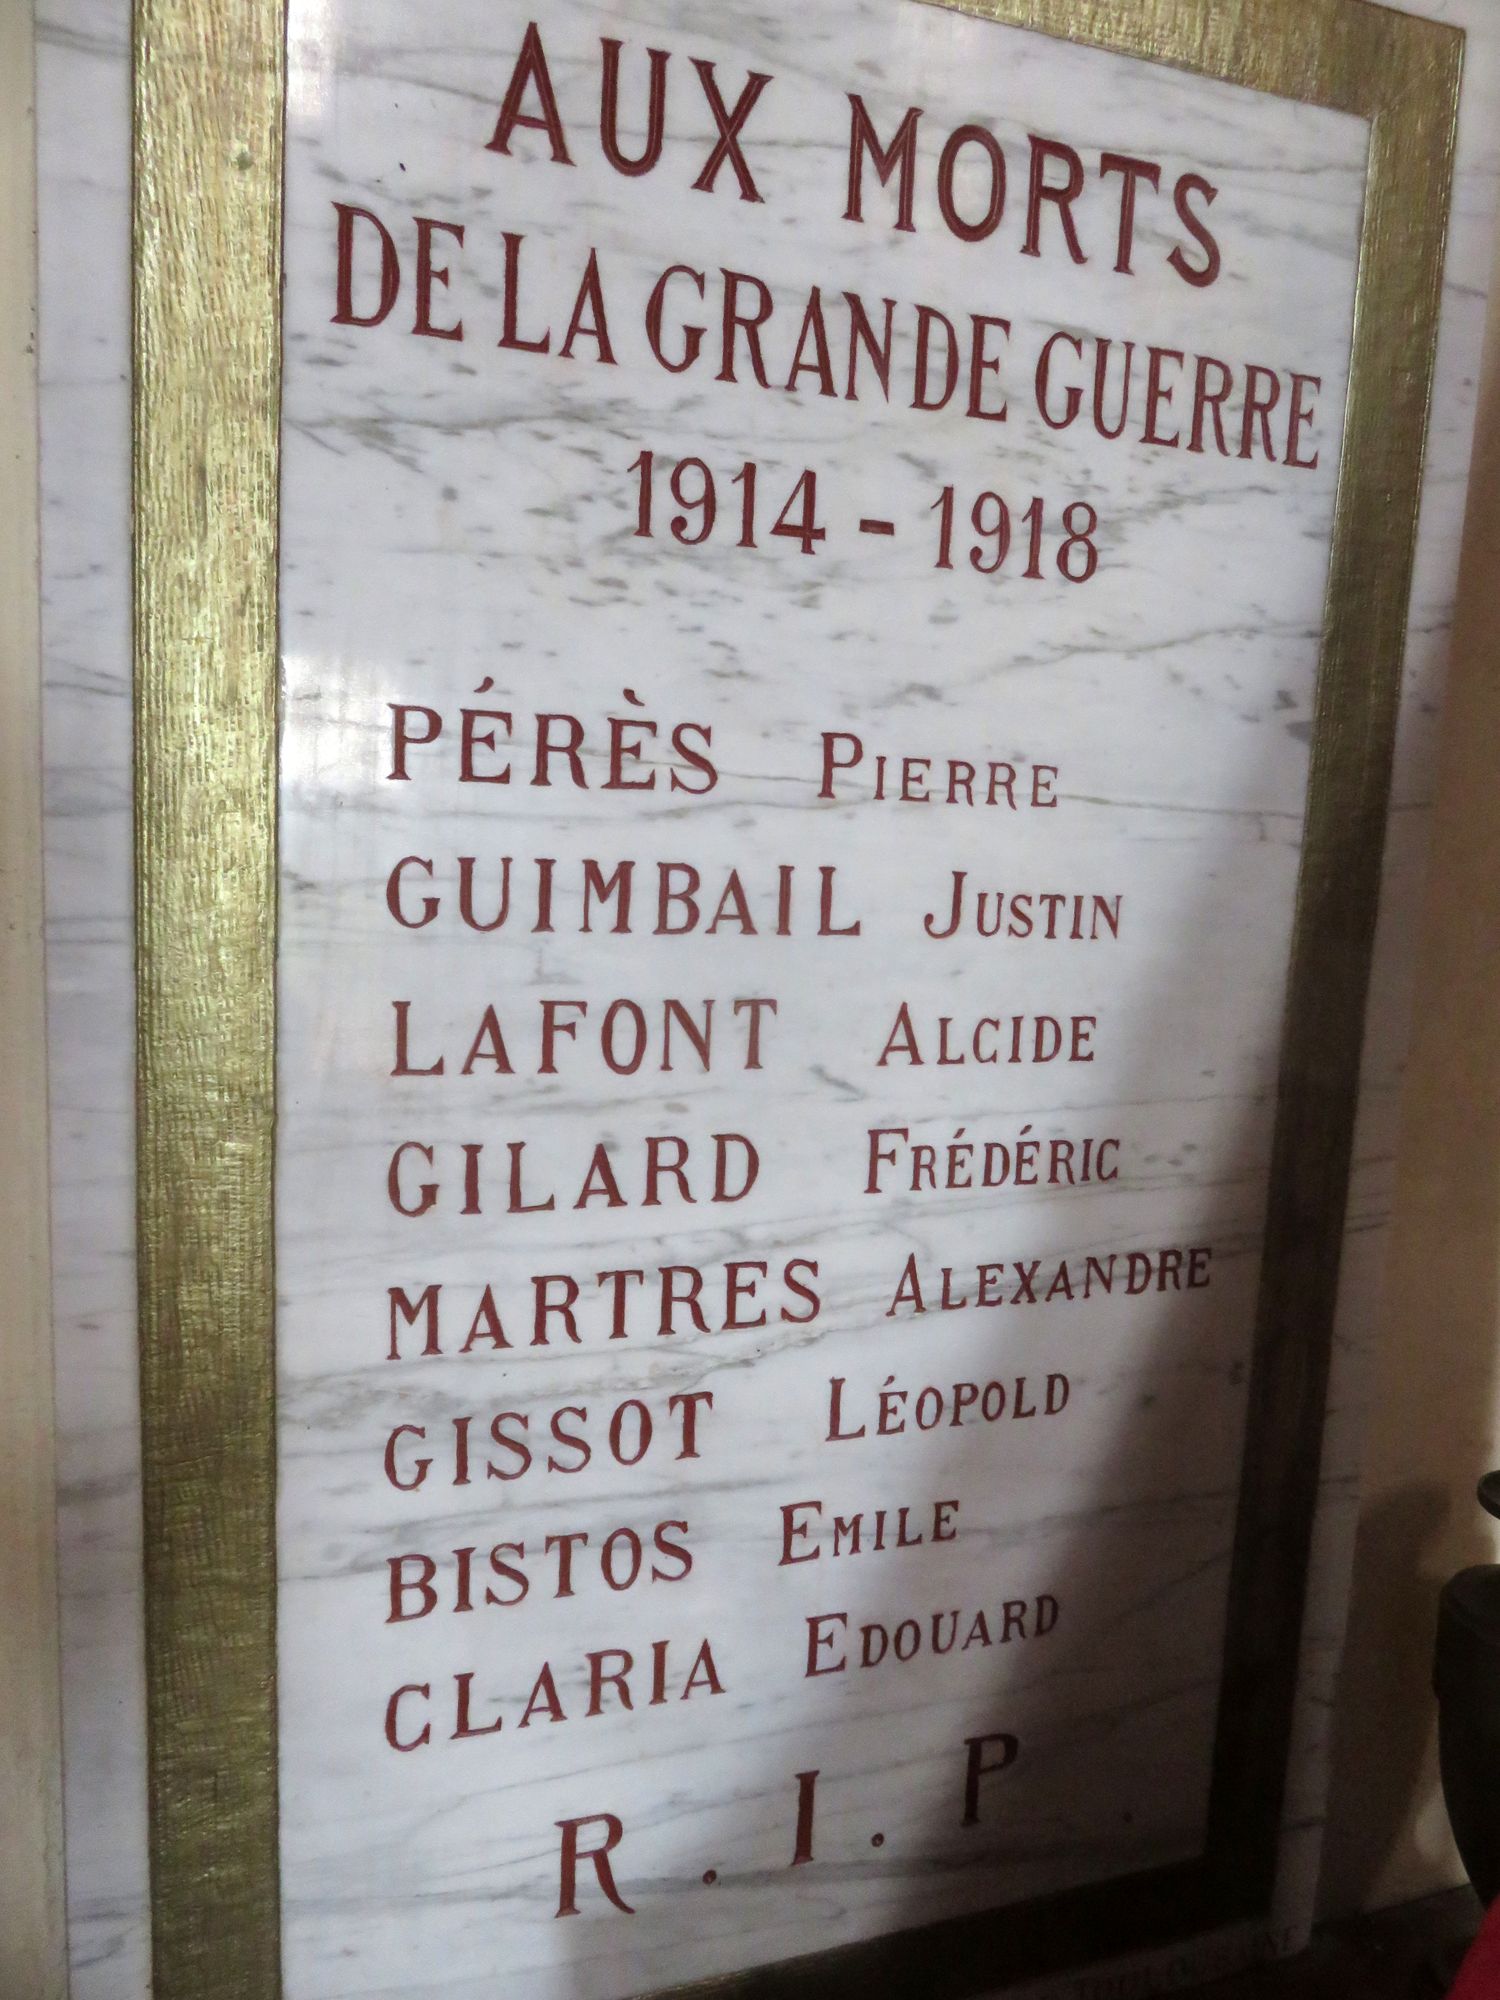 AUX MORTS
DE LA GRANDE GUERRE
1914 - 1918
PÉRÈS PIERRE
GUIMBAIL JUSTIN
LAFONT ALCIDE
GILARD FRÉDÉRIC
MARTRES ALEXANDRE
GISSOT LÉOPOLD
BISTOS EMILE
CLARIA EDOUARD
R . I . P